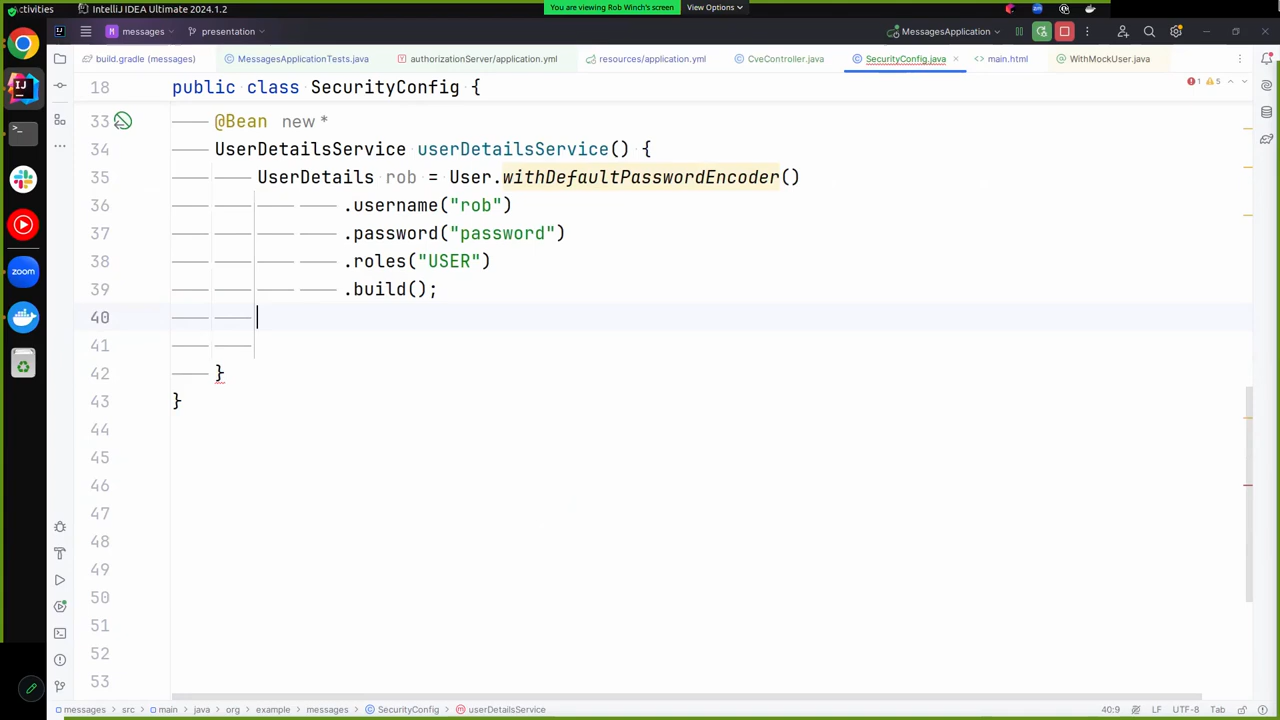 ctivities
IntelliJ IDEA Ultimate 2024.1.2
You are viewing Rob Winch's screen
View Options
messages
presentation
MessagesApplication
build.gradle (messages)
MessagesApplicationTests.java
authorizationServer/application.yml
resources/application.yml
CveController.java
SecurityConfig.java
main.html
WithMockUser.java
18 public class SecurityConfig {
1 5
33 @Bean new *
34 UserDetailsService userDetailsService() {
35 UserDetails rob = User.withDefaultPasswordEncoder()
36 .username("rob")
37 .password("password")
38 .roles("USER")
39 .build();
40
41
42 }
43 }
44
45
46
47
48
49
50
51
52
53
zoom
messages > src > main > java > org > example > messages > SecurityConfig > userDetailsService
40:9 LF UTF-8 Tab